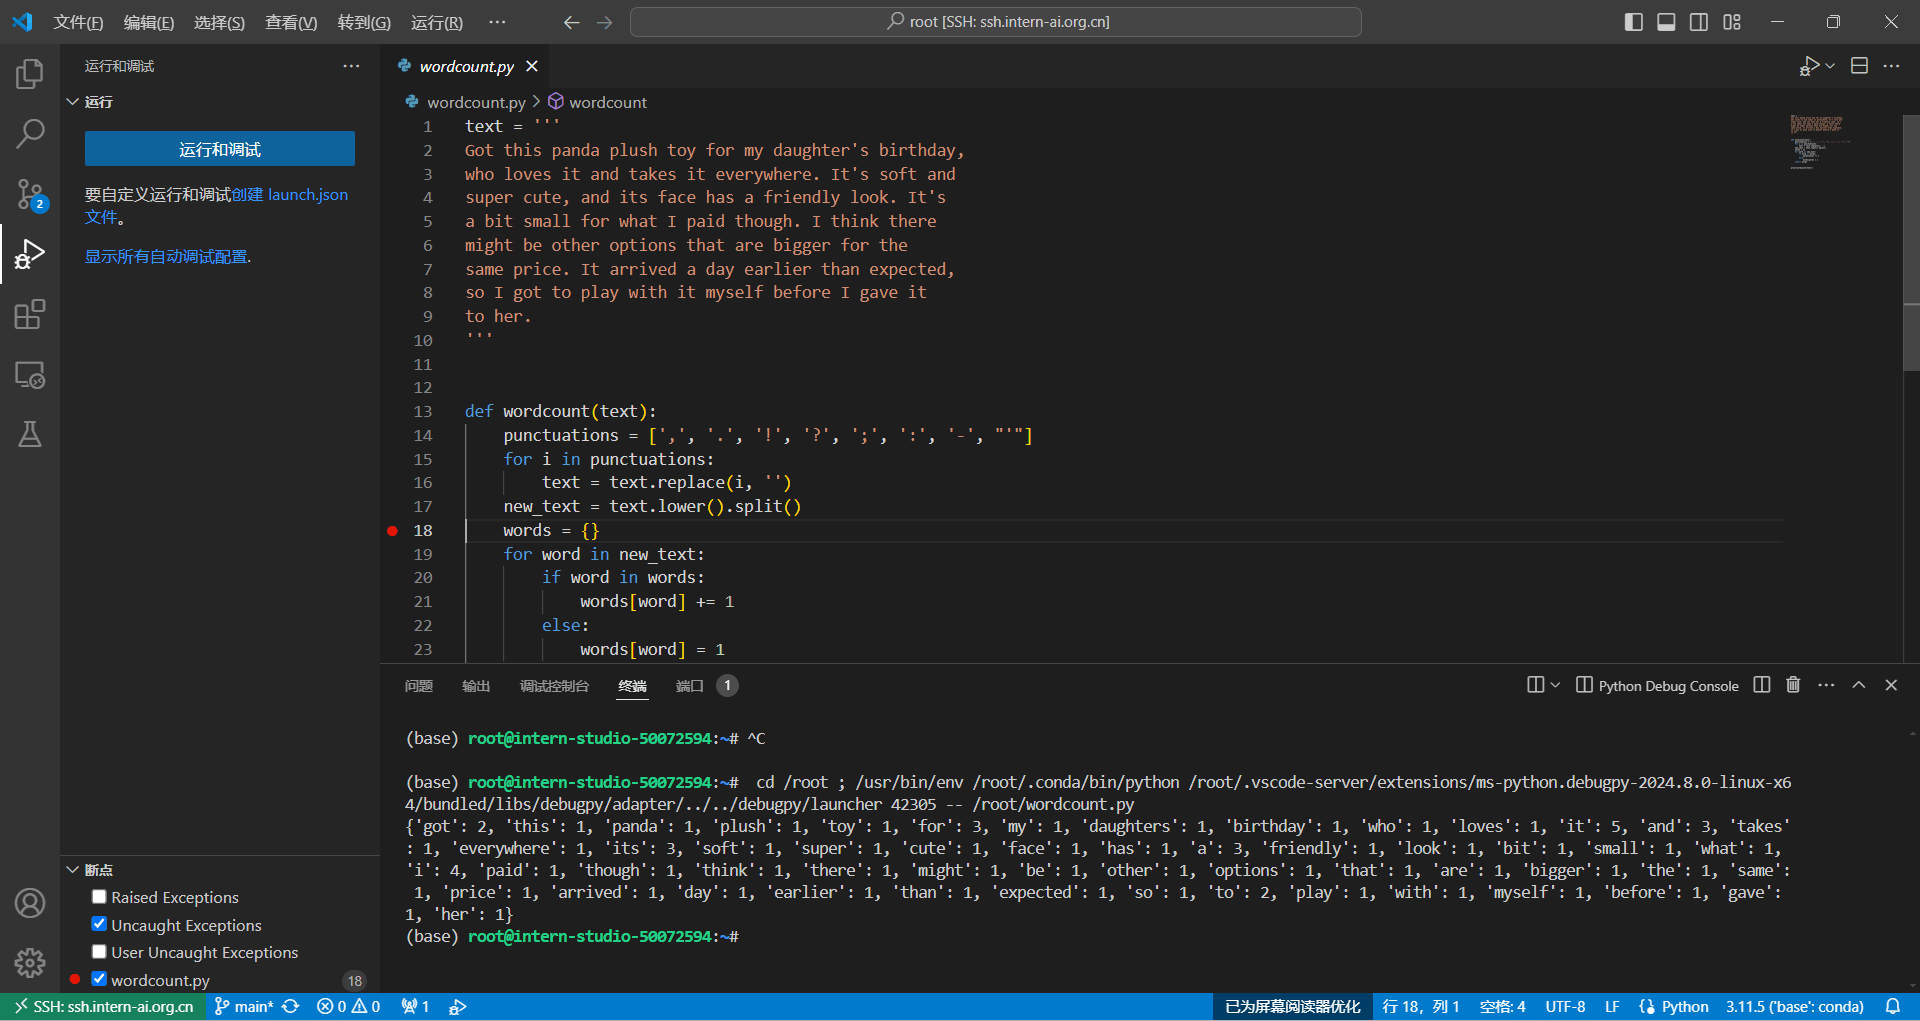 文件(F) 编辑(E) 选择(S) 查看(V) 转到(G) 运行(R) ··· root [SSH: ssh.intern-ai.org.cn]
运行和调试 ···
运行
运行和调试
要自定义运行和调试创建 launch.json
文件。
显示所有自动调试配置.
断点
Raised Exceptions
Uncaught Exceptions
User Uncaught Exceptions
wordcount.py 18
2
wordcount.py
wordcount.py > wordcount
1 text = '''
2 Got this panda plush toy for my daughter's birthday,
3 who loves it and takes it everywhere. It's soft and
4 super cute, and its face has a friendly look. It's
5 a bit small for what I paid though. I think there
6 might be other options that are bigger for the
7 same price. It arrived a day earlier than expected,
8 so I got to play with it myself before I gave it
9 to her.
10 '''
11
12
13 def wordcount(text):
14 punctuations = [',', '.', '!', '?', ';', ':', '-', "'"]
15 for i in punctuations:
16 text = text.replace(i, '')
17 new_text = text.lower().split()
18 words = {}
19 for word in new_text:
20 if word in words:
21 words[word] += 1
22 else:
23 words[word] = 1
问题 输出 调试控制台 终端 端口 1 Python Debug Console ···
(base) root@intern-studio-50072594:~# ^C
(base) root@intern-studio-50072594:~#  cd /root ; /usr/bin/env /root/.conda/bin/python /root/.vscode-server/extensions/ms-python.debugpy-2024.8.0-linux-x6
4/bundled/libs/debugpy/adapter/../../debugpy/launcher 42305 -- /root/wordcount.py
{'got': 2, 'this': 1, 'panda': 1, 'plush': 1, 'toy': 1, 'for': 3, 'my': 1, 'daughters': 1, 'birthday': 1, 'who': 1, 'loves': 1, 'it': 5, 'and': 3, 'takes'
: 1, 'everywhere': 1, 'its': 3, 'soft': 1, 'super': 1, 'cute': 1, 'face': 1, 'has': 1, 'a': 3, 'friendly': 1, 'look': 1, 'bit': 1, 'small': 1, 'what': 1,
'i': 4, 'paid': 1, 'though': 1, 'think': 1, 'there': 1, 'might': 1, 'be': 1, 'other': 1, 'options': 1, 'that': 1, 'are': 1, 'bigger': 1, 'the': 1, 'same':
1, 'price': 1, 'arrived': 1, 'day': 1, 'earlier': 1, 'than': 1, 'expected': 1, 'so': 1, 'to': 2, 'play': 1, 'with': 1, 'myself': 1, 'before': 1, 'gave':
1, 'her': 1}
(base) root@intern-studio-50072594:~#
SSH: ssh.intern-ai.org.cn main* 0 0 1 已为屏幕阅读器优化 行 18, 列 1 空格: 4 UTF-8 LF Python 3.11.5 ('base': conda)